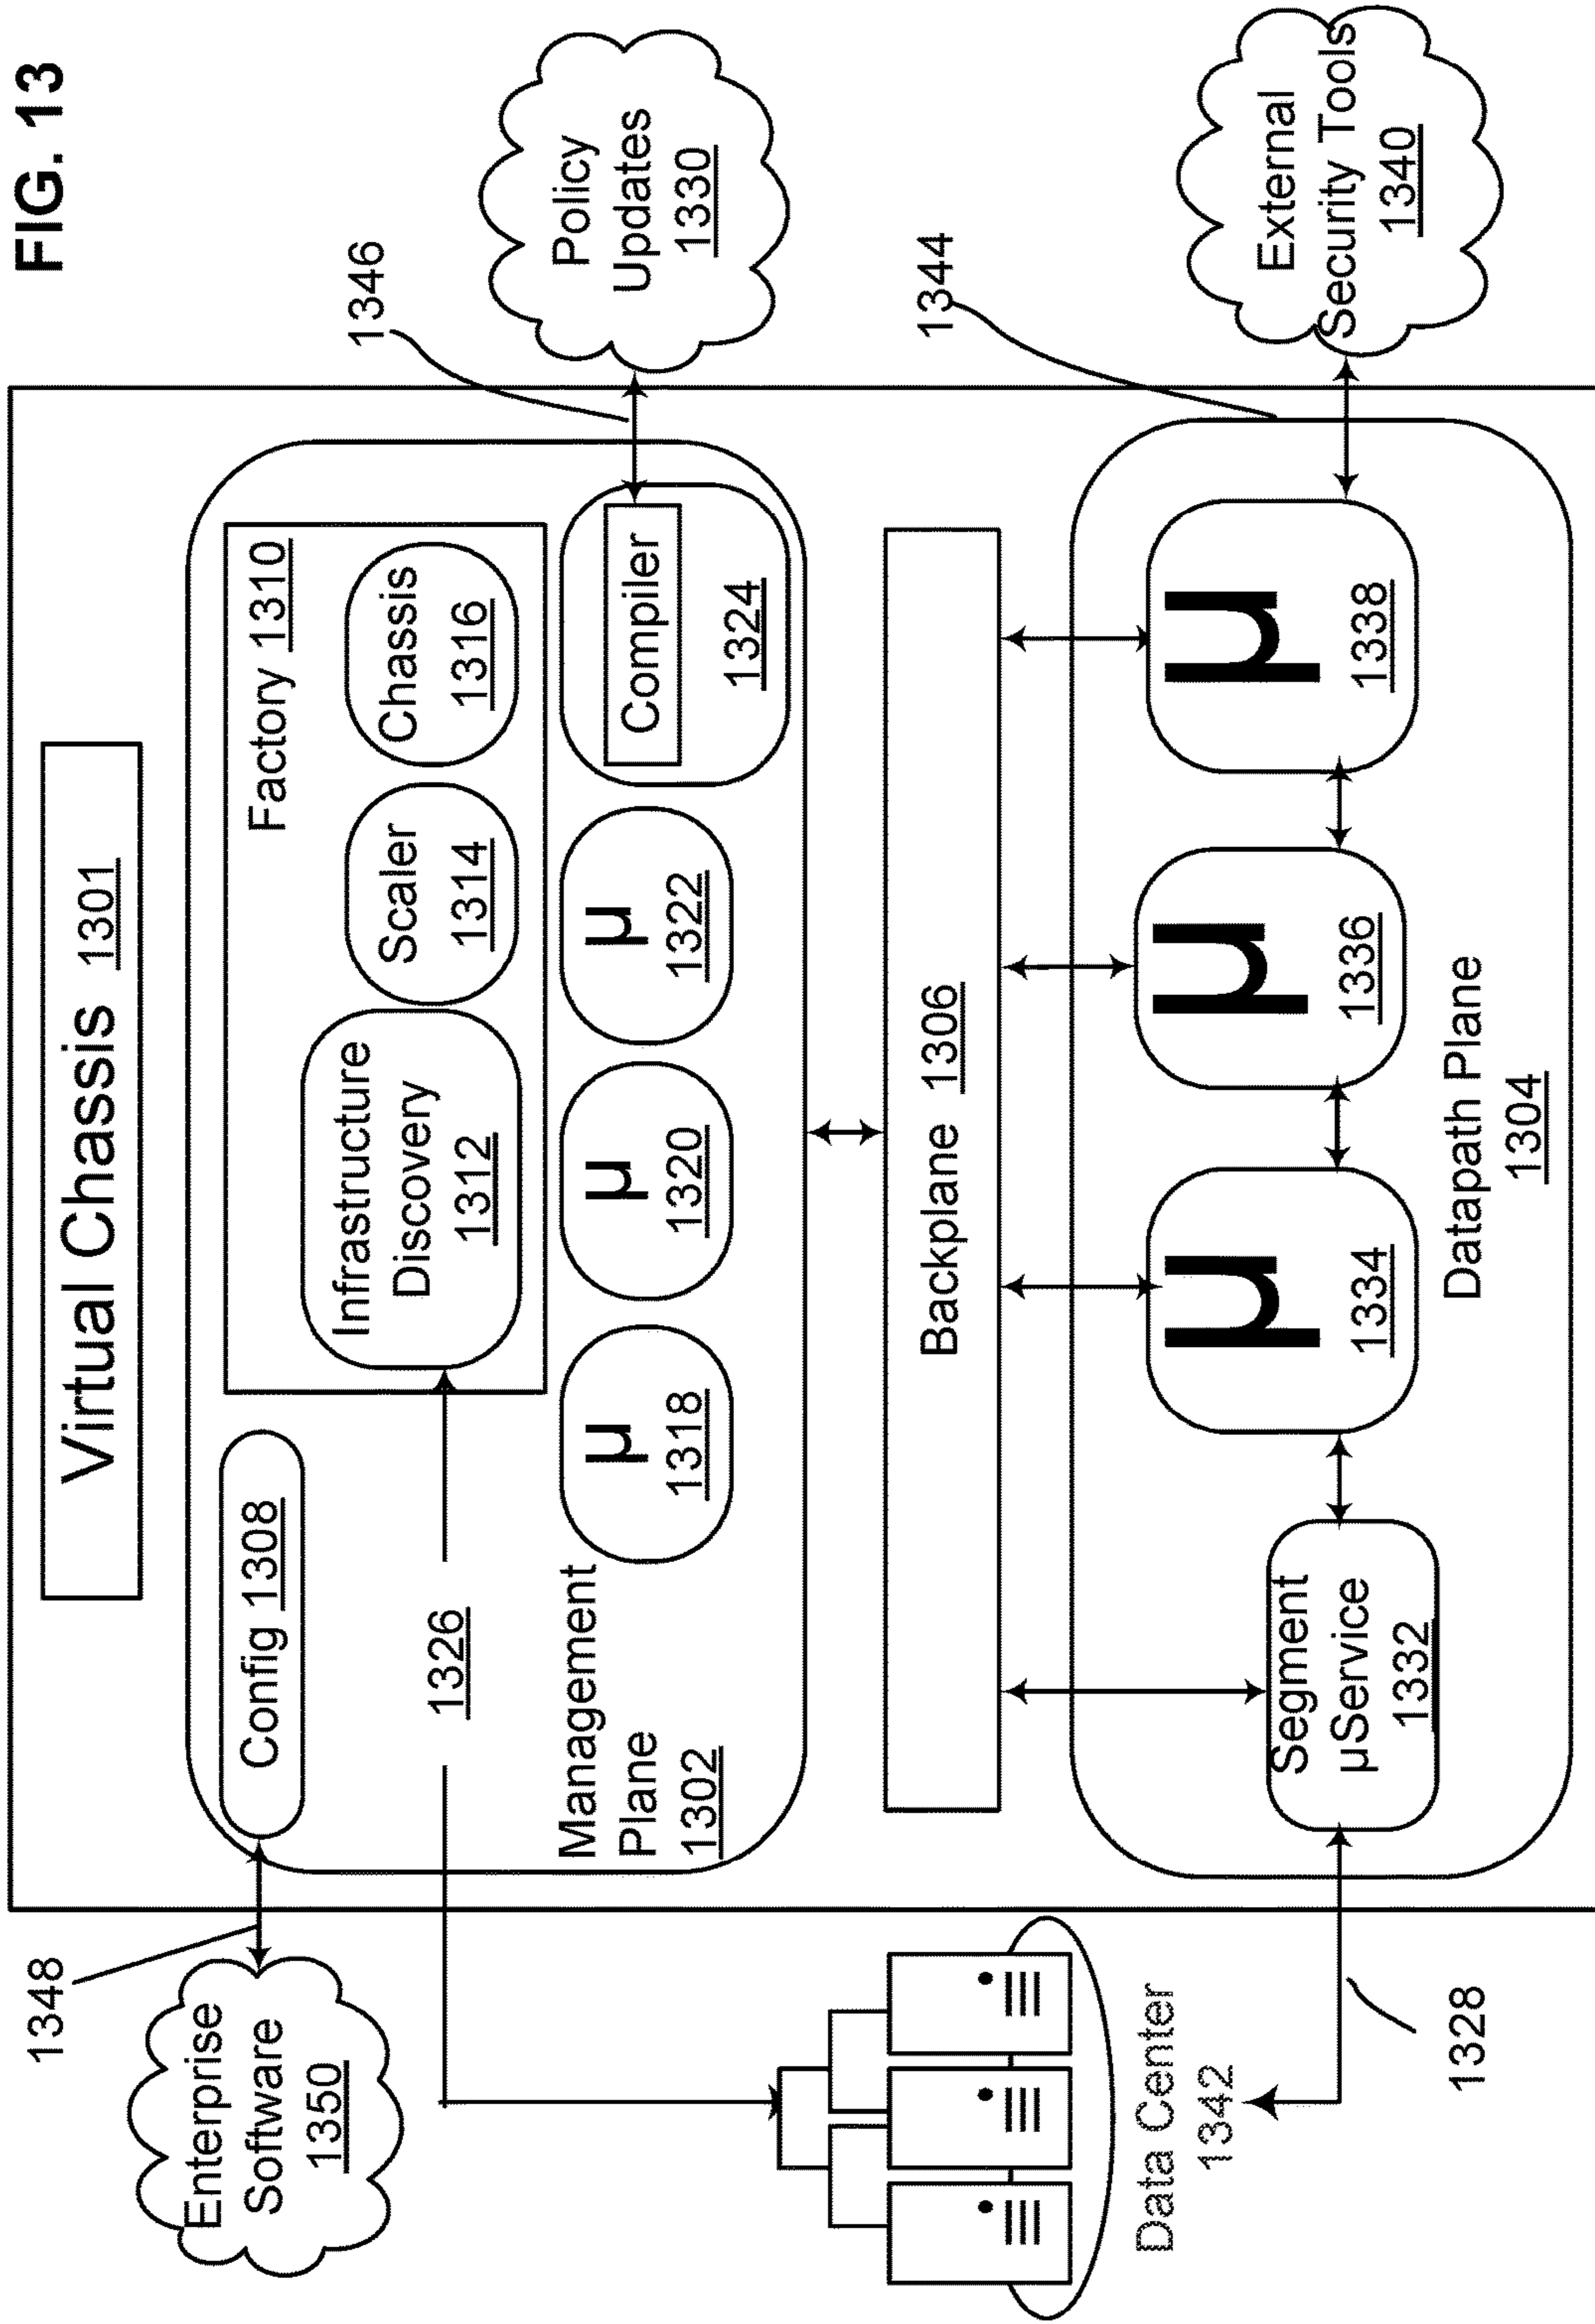 FIG. 13
Virtual Chassis 1301
1348
Enterprise
Software
1350
Config 1308
Factory 1310
Infrastructure
Discovery
1312
Scaler
1314
Chassis
1316
1346
Policy
Updates
1330
1326
Management
Plane
1302
µ
1318
µ
1320
µ
1322
Compiler
1324
Backplane 1306
1344
Data Center
1342
1328
Segment
µService
1332
µ
1334
µ
1336
µ
1338
Datapath Plane
1304
External
Security Tools
1340